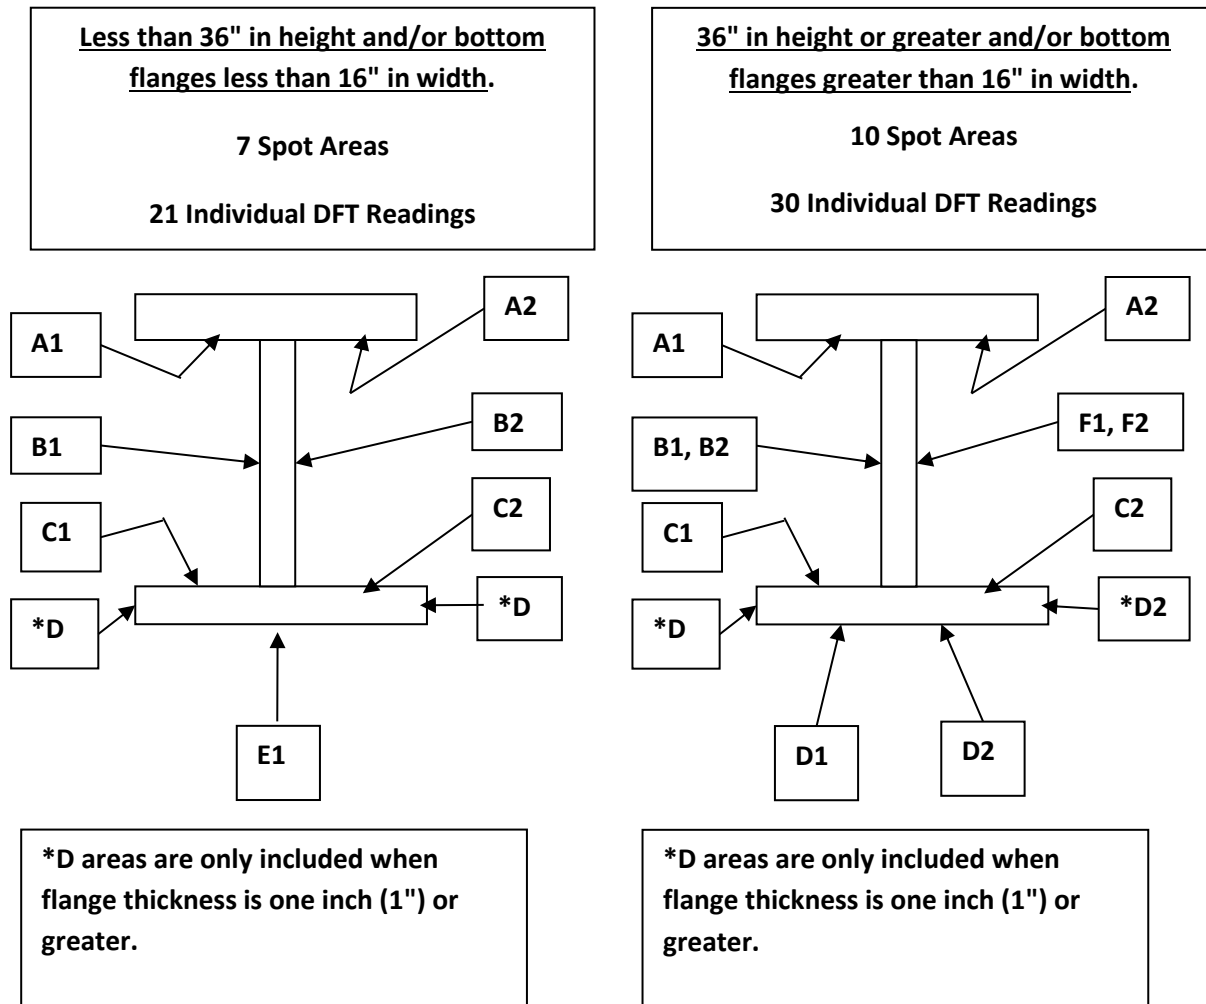 Less than 36" in height and/or bottom
flanges less than 16" in width.
7 Spot Areas
21 Individual DFT Readings
A1
A2
B1
B2
C1
C2
*D
*D
E1
*D areas are only included when
flange thickness is one inch (1") or
greater.
36" in height or greater and/or bottom
flanges greater than 16" in width.
10 Spot Areas
30 Individual DFT Readings
A1
A2
B1, B2
F1, F2
C1
C2
*D
*D2
D1
D2
*D areas are only included when
flange thickness is one inch (1") or
greater.